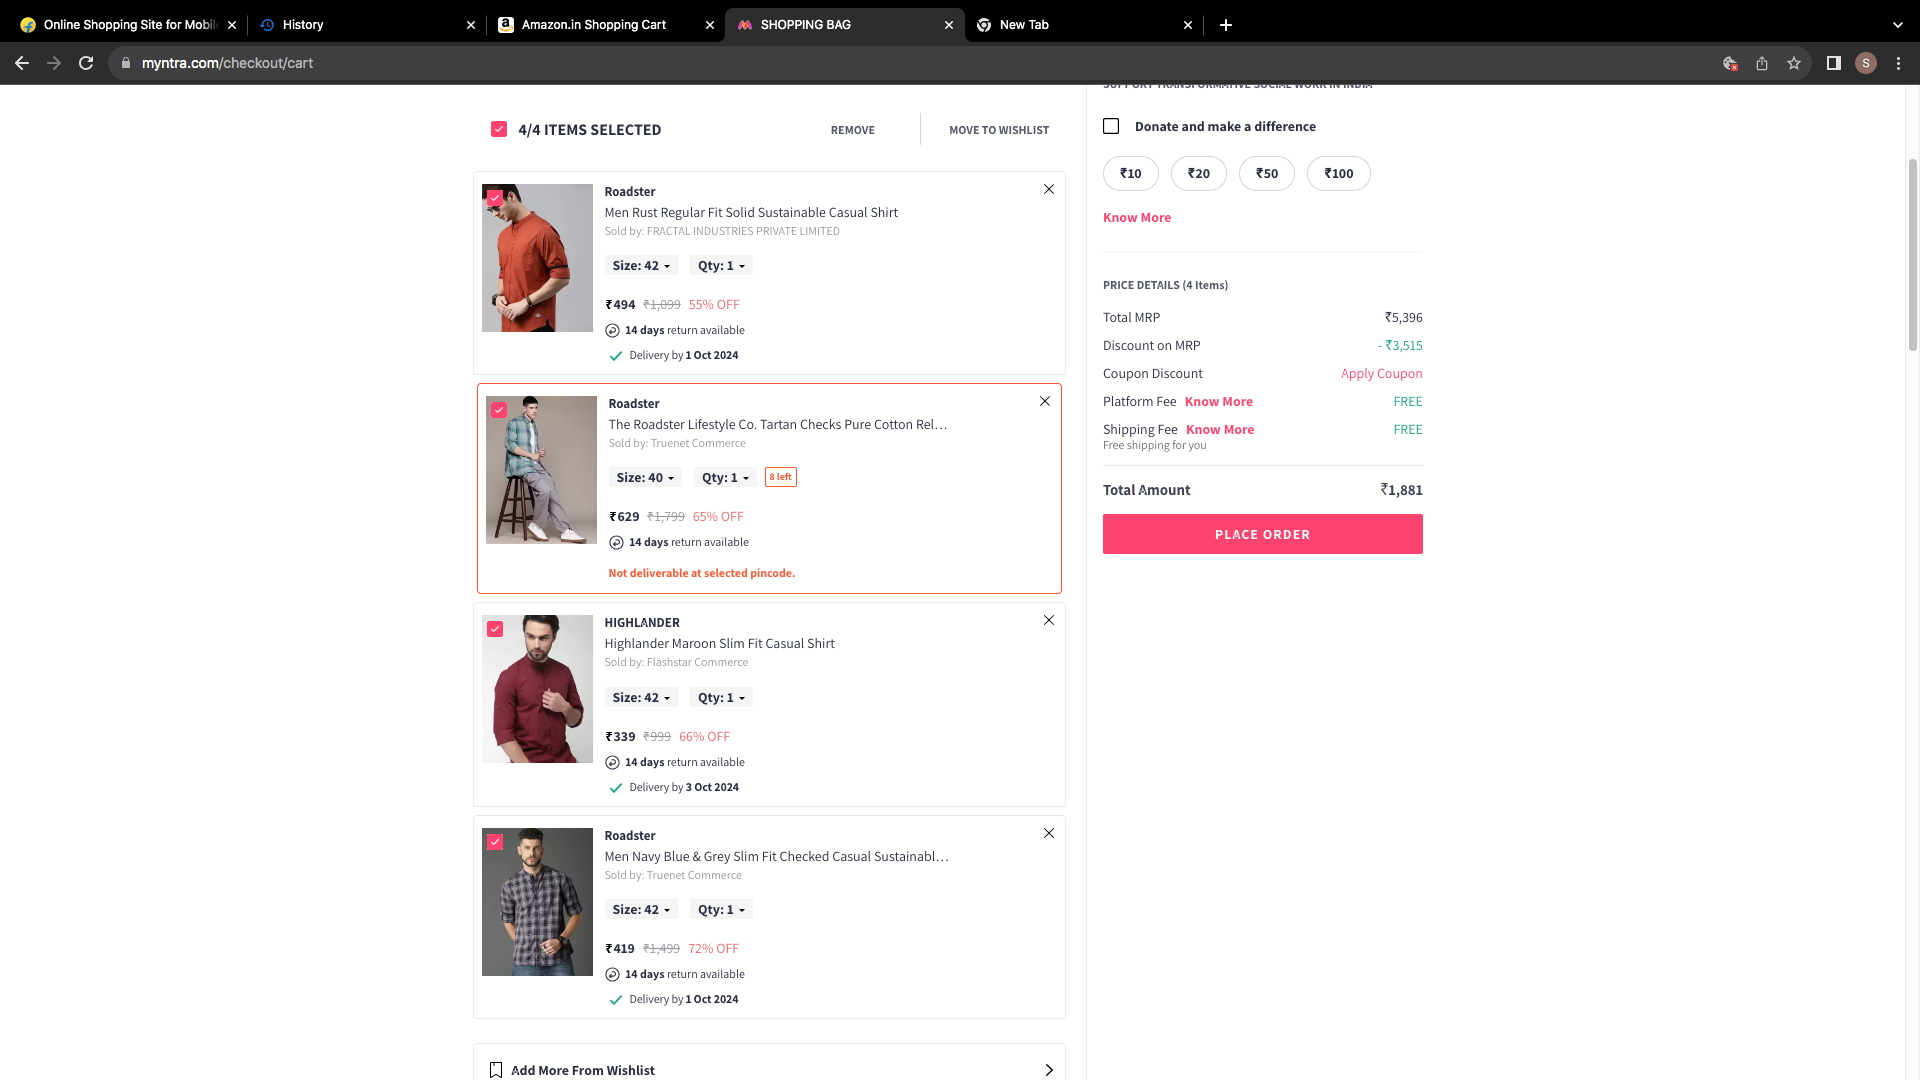 Online Shopping Site for Mobil
History
Amazon.in Shopping Cart
SHOPPING BAG
New Tab
myntra.com/checkout/cart
S
4/4 ITEMS SELECTED
REMOVE
MOVE TO WISHLIST
Roadster
Men Rust Regular Fit Solid Sustainable Casual Shirt
Sold by: FRACTAL INDUSTRIES PRIVATE LIMITED
Size: 42
Qty: 1
₹494 ₹1,099 55% OFF
14 days return available
Delivery by 1 Oct 2024
Roadster
The Roadster Lifestyle Co. Tartan Checks Pure Cotton Rel...
Sold by: Truenet Commerce
Size: 40
Qty: 1
8 left
₹629 ₹1,799 65% OFF
14 days return available
Not deliverable at selected pincode.
HIGHLANDER
Highlander Maroon Slim Fit Casual Shirt
Sold by: Flashstar Commerce
Size: 42
Qty: 1
₹339 ₹999 66% OFF
14 days return available
Delivery by 3 Oct 2024
Roadster
Men Navy Blue & Grey Slim Fit Checked Casual Sustainabl...
Sold by: Truenet Commerce
Size: 42
Qty: 1
₹419 ₹1,499 72% OFF
14 days return available
Delivery by 1 Oct 2024
Add More From Wishlist
SUPPORT TRANSFORMATIVE SOCIAL WORK IN INDIA
Donate and make a difference
₹10
₹20
₹50
₹100
Know More
PRICE DETAILS (4 Items)
Total MRP ₹5,396
Discount on MRP - ₹3,515
Coupon Discount Apply Coupon
Platform Fee Know More FREE
Shipping Fee Know More FREE
Free shipping for you
Total Amount ₹1,881
PLACE ORDER